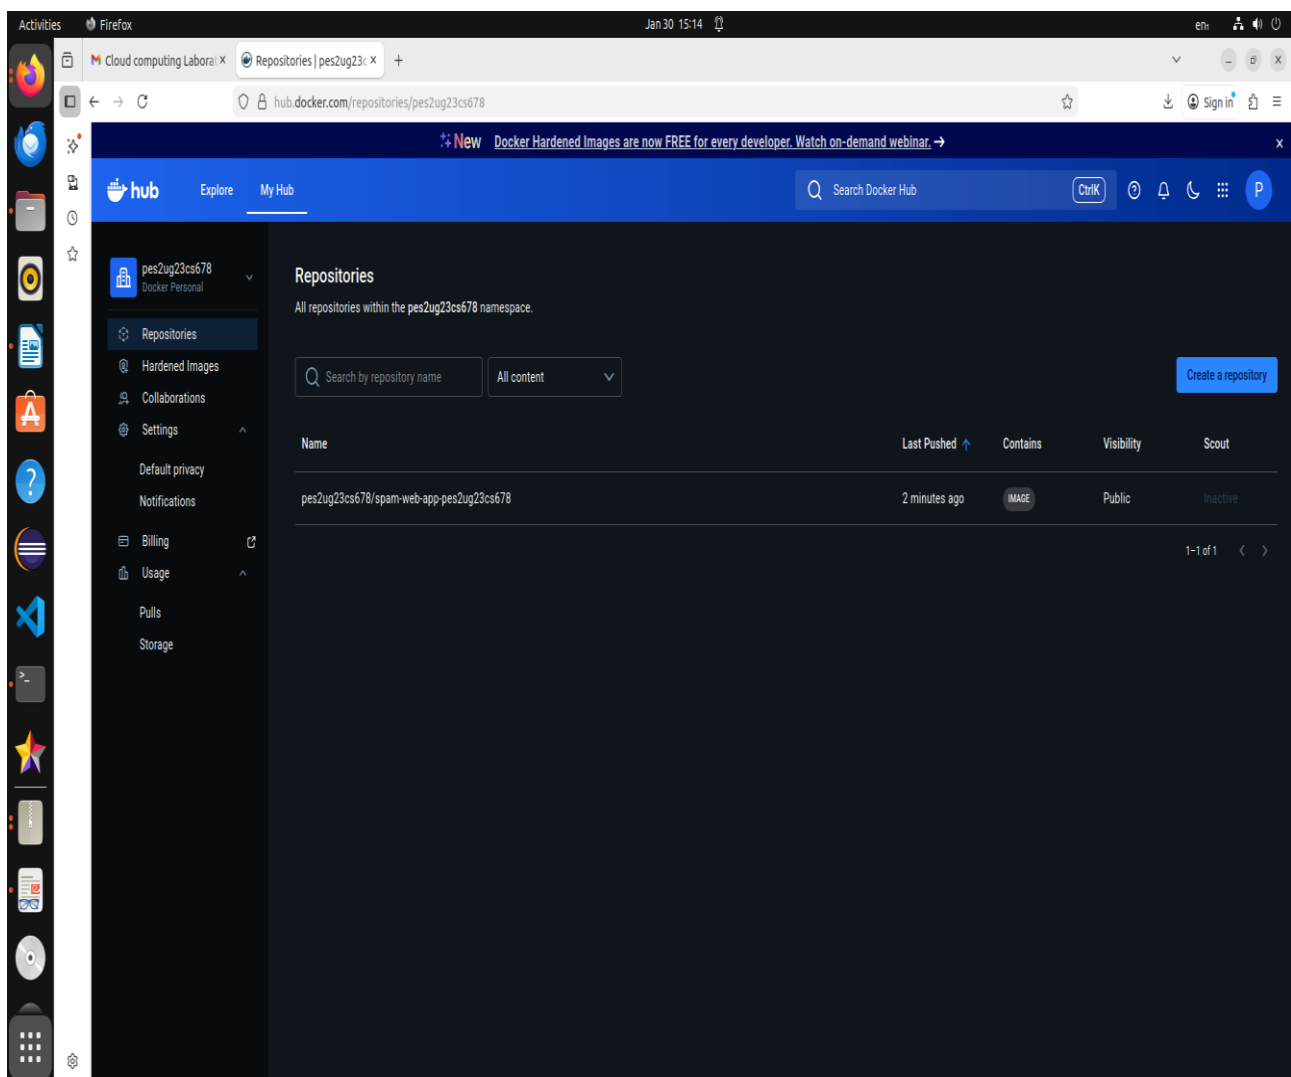 Activities Firefox Jan 30 15:14 en₁
Cloud computing Laborat × Repositories | pes2ug23c × +
hub.docker.com/repositories/pes2ug23cs678 Sign in
New Docker Hardened Images are now FREE for every developer. Watch on-demand webinar. → x
hub Explore My Hub Search Docker Hub CtrlK P
pes2ug23cs678
Docker Personal
Repositories
Hardened Images
Collaborations
Settings
Default privacy
Notifications
Billing
Usage
Pulls
Storage
Repositories
All repositories within the pes2ug23cs678 namespace.
Search by repository name All content Create a repository
Name Last Pushed ↑ Contains Visibility Scout
pes2ug23cs678/spam-web-app-pes2ug23cs678 2 minutes ago IMAGE Public Inactive
1–1 of 1